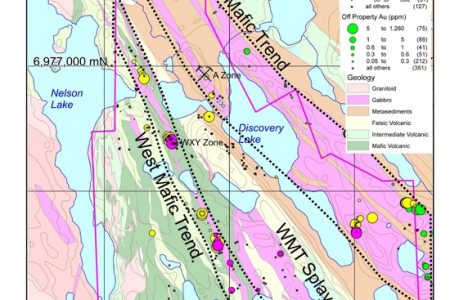 all others (127)
Off Property Au (ppm)
5 to 1,260 (75)
1 to 5 (88)
0.6 to 1 (41)
0.3 to 0.6 (51)
0.05 to 0.3 (212)
all others (351)
Geology
Granitoid
Gabbro
Metasediments
Felsic Volcanic
Intermediate Volcanic
Mafic Volcanic
Mafic Trend
6,977,000 mN
A Zone
Nelson
Lake
Discovery
Lake
WXY Zone
West Mafic Trend
WMT Splay